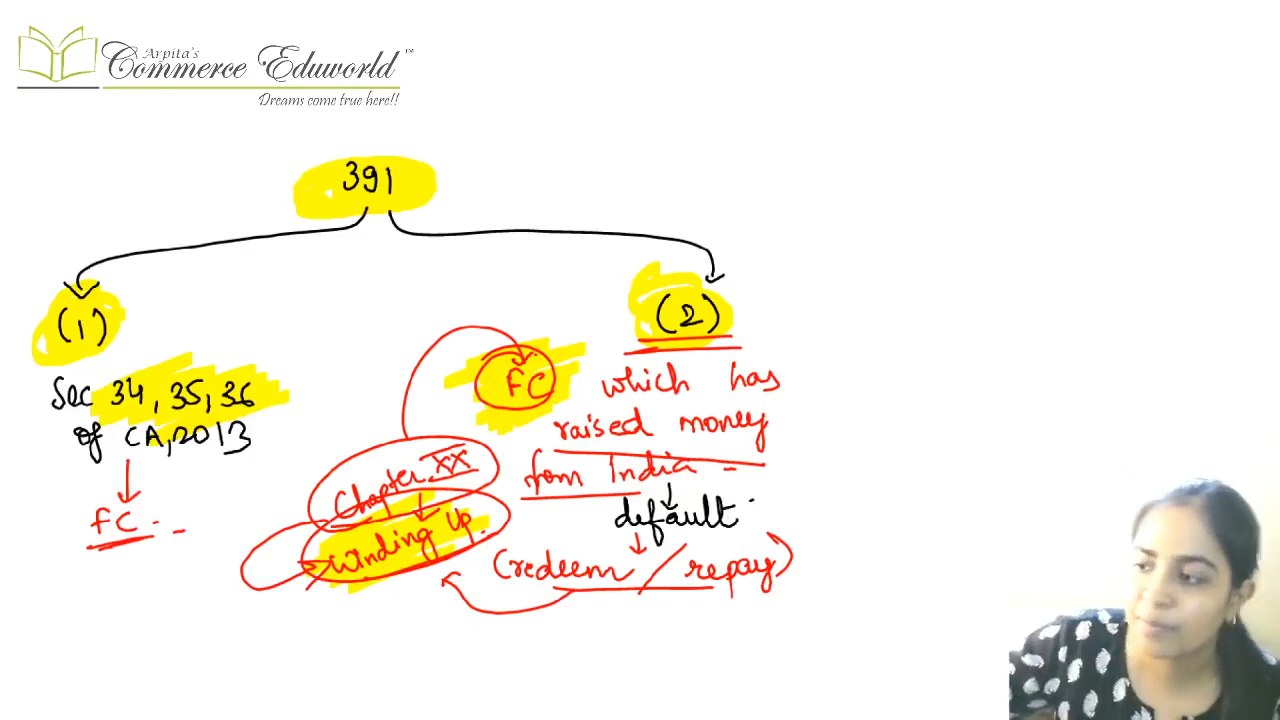 Arpita's
Commerce Eduworld™
Dreams come true here!!
391
(1)
Sec 34, 35, 36
of CA, 2013
FC.
(2)
FC which has
raised money
from India
default
(redeem / repay)
Chapter XX
winding up.